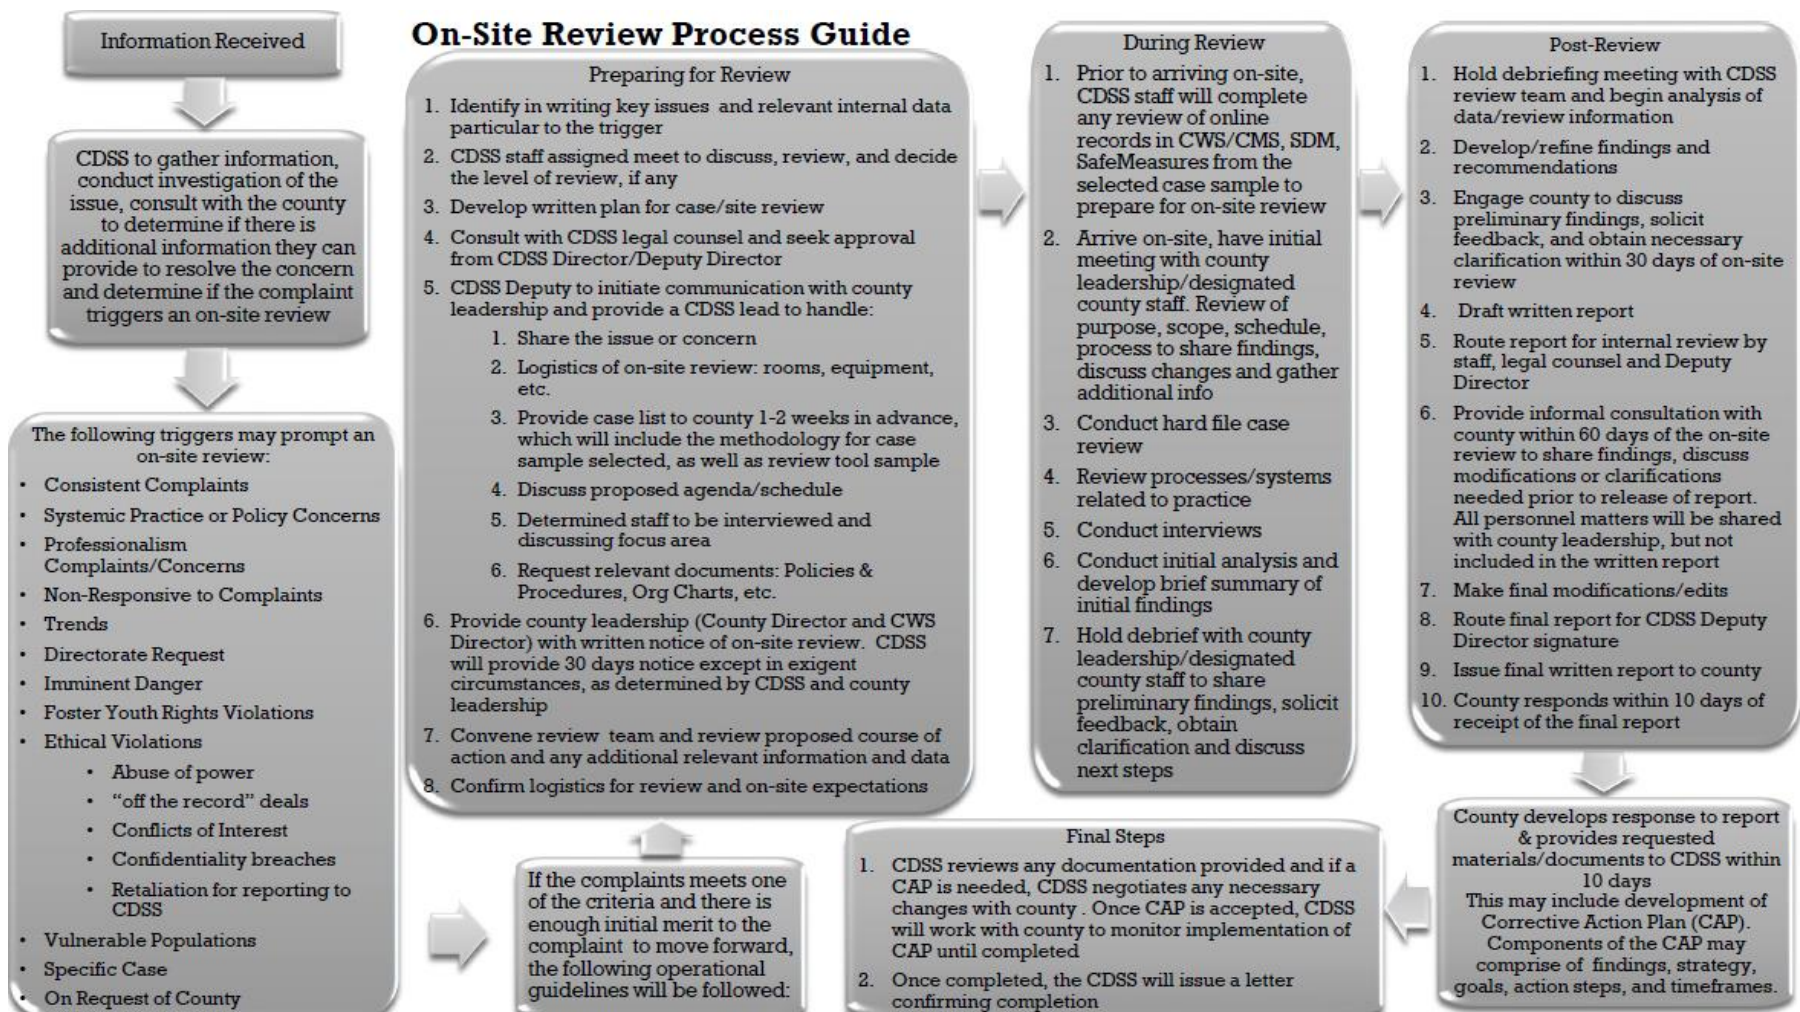 On-Site Review Process Guide
Information Received
CDSS to gather information,
conduct investigation of the
issue, consult with the county
to determine if there is
additional information they can
provide to resolve the concern
and determine if the complaint
triggers an on-site review
The following triggers may prompt an
on-site review:
• Consistent Complaints
• Systemic Practice or Policy Concerns
• Professionalism
Complaints/Concerns
• Non-Responsive to Complaints
• Trends
• Directorate Request
• Imminent Danger
• Foster Youth Rights Violations
• Ethical Violations
• Abuse of power
• “off the record” deals
• Conflicts of Interest
• Confidentiality breaches
• Retaliation for reporting to
CDSS
• Vulnerable Populations
• Specific Case
• On Request of County
If the complaints meets one
of the criteria and there is
enough initial merit to the
complaint to move forward,
the following operational
guidelines will be followed:
Preparing for Review
1. Identify in writing key issues and relevant internal data
particular to the trigger
2. CDSS staff assigned meet to discuss, review, and decide
the level of review, if any
3. Develop written plan for case/site review
4. Consult with CDSS legal counsel and seek approval
from CDSS Director/Deputy Director
5. CDSS Deputy to initiate communication with county
leadership and provide a CDSS lead to handle:
1. Share the issue or concern
2. Logistics of on-site review: rooms, equipment,
etc.
3. Provide case list to county 1-2 weeks in advance,
which will include the methodology for case
sample selected, as well as review tool sample
4. Discuss proposed agenda/schedule
5. Determined staff to be interviewed and
discussing focus area
6. Request relevant documents: Policies &
Procedures, Org Charts, etc.
6. Provide county leadership (County Director and CWS
Director) with written notice of on-site review. CDSS
will provide 30 days notice except in exigent
circumstances, as determined by CDSS and county
leadership
7. Convene review team and review proposed course of
action and any additional relevant information and data
8. Confirm logistics for review and on-site expectations
During Review
1. Prior to arriving on-site,
CDSS staff will complete
any review of online
records in CWS/CMS, SDM,
SafeMeasures from the
selected case sample to
prepare for on-site review
2. Arrive on-site, have initial
meeting with county
leadership/designated
county staff. Review of
purpose, scope, schedule,
process to share findings,
discuss changes and gather
additional info
3. Conduct hard file case
review
4. Review processes/systems
related to practice
5. Conduct interviews
6. Conduct initial analysis and
develop brief summary of
initial findings
7. Hold debrief with county
leadership/designated
county staff to share
preliminary findings, solicit
feedback, obtain
clarification and discuss
next steps
Post-Review
1. Hold debriefing meeting with CDSS
review team and begin analysis of
data/review information
2. Develop/refine findings and
recommendations
3. Engage county to discuss
preliminary findings, solicit
feedback, and obtain necessary
clarification within 30 days of on-site
review
4. Draft written report
5. Route report for internal review by
staff, legal counsel and Deputy
Director
6. Provide informal consultation with
county within 60 days of the on-site
review to share findings, discuss
modifications or clarifications
needed prior to release of report.
All personnel matters will be shared
with county leadership, but not
included in the written report
7. Make final modifications/edits
8. Route final report for CDSS Deputy
Director signature
9. Issue final written report to county
10. County responds within 10 days of
receipt of the final report
County develops response to report
& provides requested
materials/documents to CDSS within
10 days
This may include development of
Corrective Action Plan (CAP).
Components of the CAP may
comprise of findings, strategy,
goals, action steps, and timeframes.
Final Steps
1. CDSS reviews any documentation provided and if a
CAP is needed, CDSS negotiates any necessary
changes with county . Once CAP is accepted, CDSS
will work with county to monitor implementation of
CAP until completed
2. Once completed, the CDSS will issue a letter
confirming completion